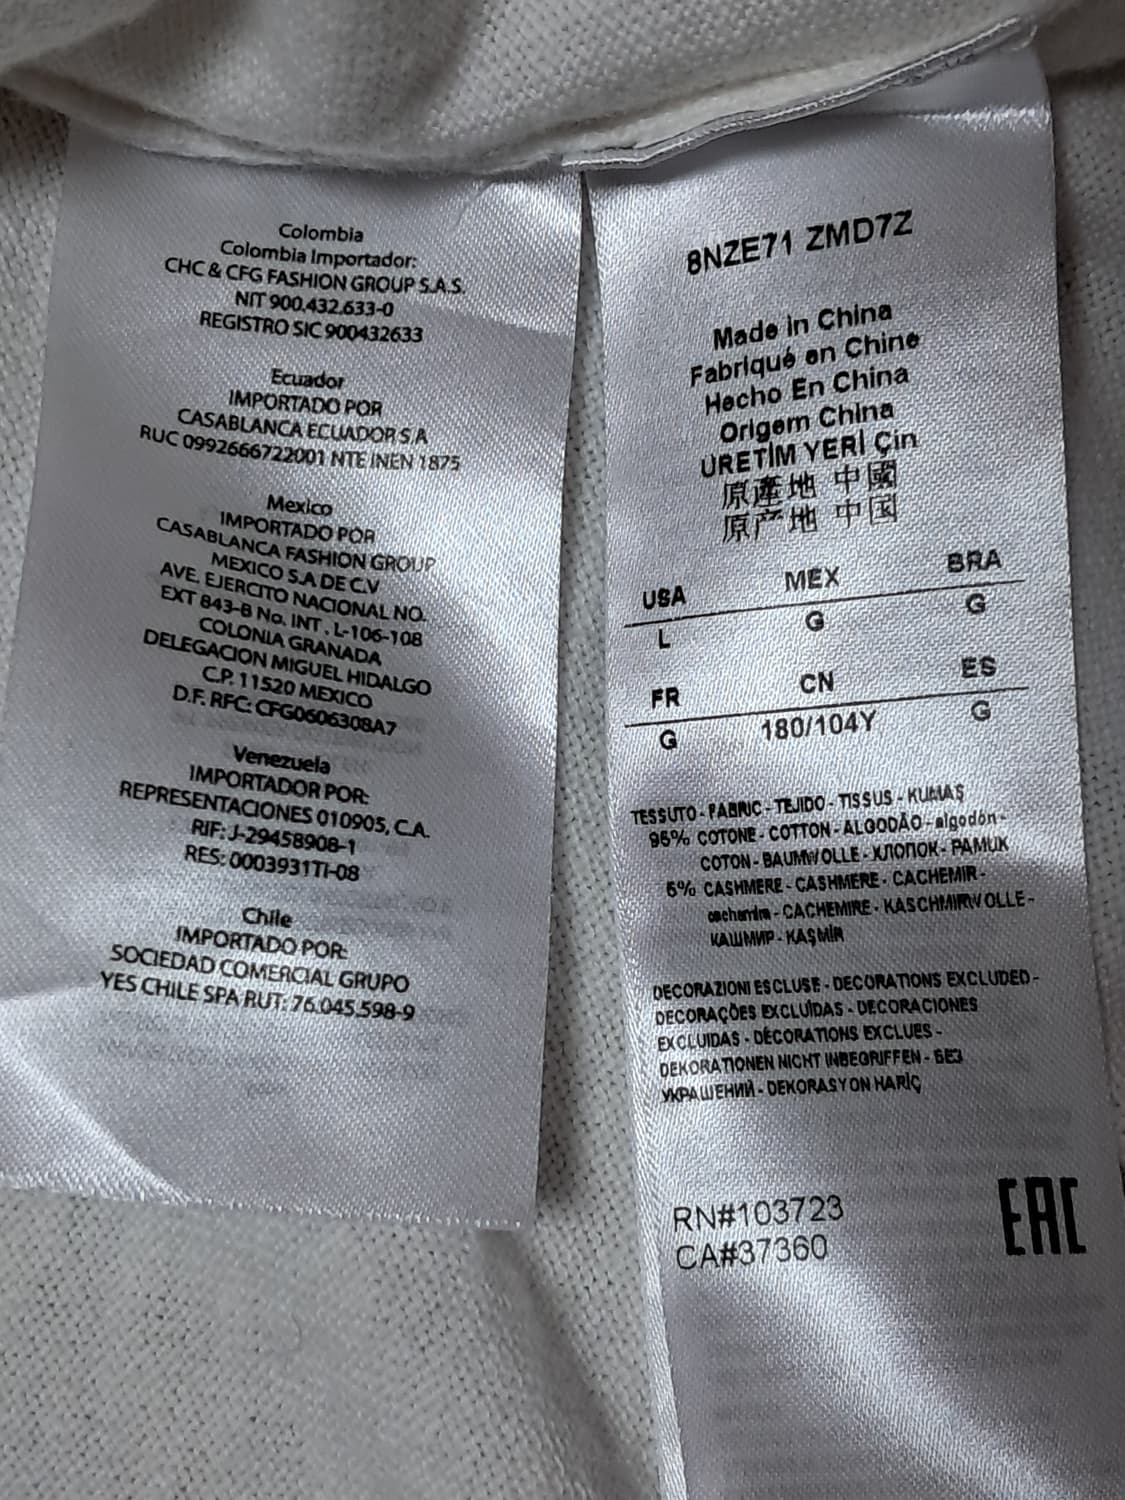 Colombia
Colombia Importador:
CHC & CFG FASHION GROUP S.A.S.
NIT 900.432.633-0
REGISTRO SIC 900432633
Ecuador
IMPORTADO POR
CASABLANCA ECUADOR S A
RUC 0992666722001 NTE INEN 1875
Mexico
IMPORTADO POR
CASABLANCA FASHION GROUP
MEXICO S.A DE C.V
AVE. EJERCITO NACIONAL NO.
EXT 843-B No. INT . L-106-108
COLONIA GRANADA
DELEGACION MIGUEL HIDALGO
C.P. 11520 MEXICO
D.F. RFC: CFG0606308A7
Venezuela
IMPORTADOR POR:
REPRESENTACIONES 010905, C.A.
RIF: J-29458908-1
RES: 0003931TI-08
Chile
IMPORTADO POR:
SOCIEDAD COMERCIAL GRUPO
YES CHILE SPA RUT: 76.045.598-9
8NZE71 ZMD7Z
Made in China
Fabriqué en Chine
Hecho En China
Origem China
ÜRETİM YERİ Çin
原產地 中國
原产地 中国
USA MEX BRA
L G G
FR CN ES
G 180/104Y G
TESSUTO - FABRIC - TEJIDO - TISSUS - KUMAŞ
95% COTONE - COTTON - ALGODÃO - algodón -
COTON - BAUMWOLLE - ХЛОПОК - PAMUK
5% CASHMERE - CASHMERE - CACHEMIR -
cachemira - CACHEMIRE - KASCHMIRWOLLE -
КАШМИР - KAŞMİR
DECORAZIONI ESCLUSE - DECORATIONS EXCLUDED -
DECORAÇÕES EXCLUÍDAS - DECORACIONES
EXCLUIDAS - DÉCORATIONS EXCLUES -
DEKORATIONEN NICHT INBEGRIFFEN - БЕЗ
УКРАШЕНИЙ - DEKORASYON HARİÇ
RN#103723
CA#37360
EAC